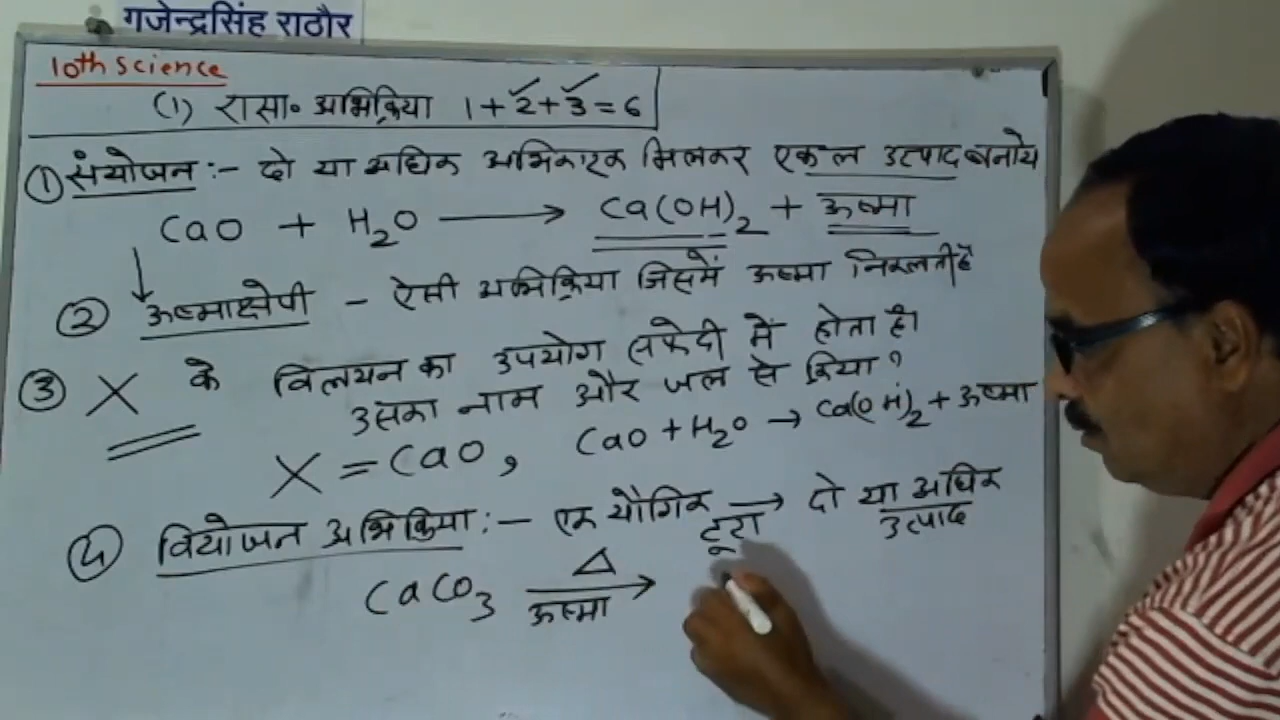 गजेन्द्रसिंह राठौर
10th science
(1) रासा॰ अभिक्रिया 1+2+3=6
① संयोजन :- दो या अधिक अभिकारक मिलकर एकल उत्पाद बनाये
CaO + H₂O ⟶ Ca(OH)₂ + ऊष्मा
② ऊष्माक्षेपी - ऐसी अभिक्रिया जिसमें ऊष्मा निकलती है
③ X के विलयन का उपयोग सफेदी में होता है।
उसका नाम और जल से क्रिया?
X = CaO, CaO + H₂O → Ca(OH)₂ + ऊष्मा
④ वियोजन अभिक्रिया :- एक यौगिक ⟶ दो या अधिक
टूटा उत्पाद
CaCO₃ Δ ⟶ ऊष्मा